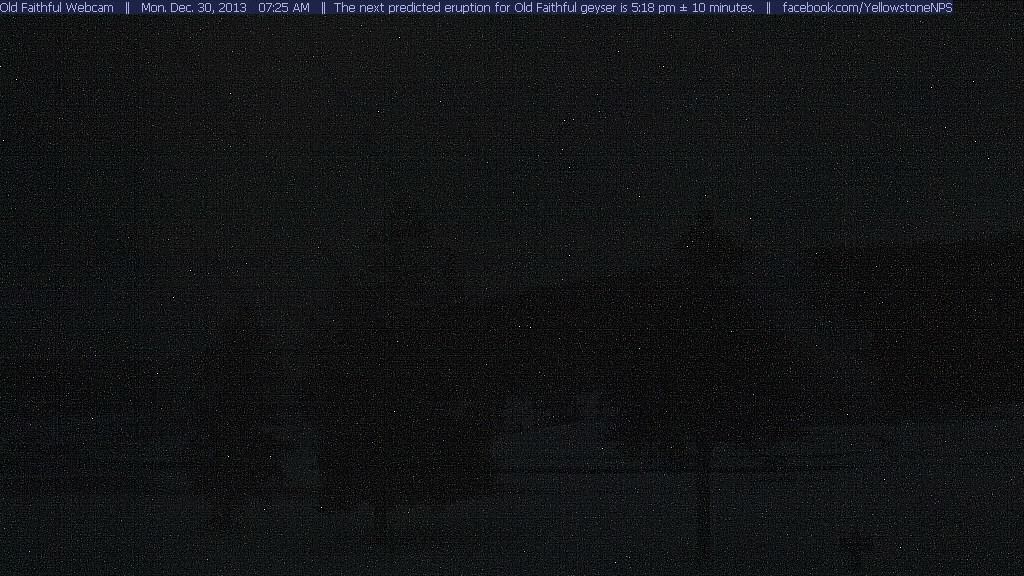 Old Faithful Webcam || Mon. Dec. 30, 2013 07:25 AM || The next predicted eruption for Old Faithful geyser is 5:18 pm ± 10 minutes. || facebook.com/YellowstoneNPS